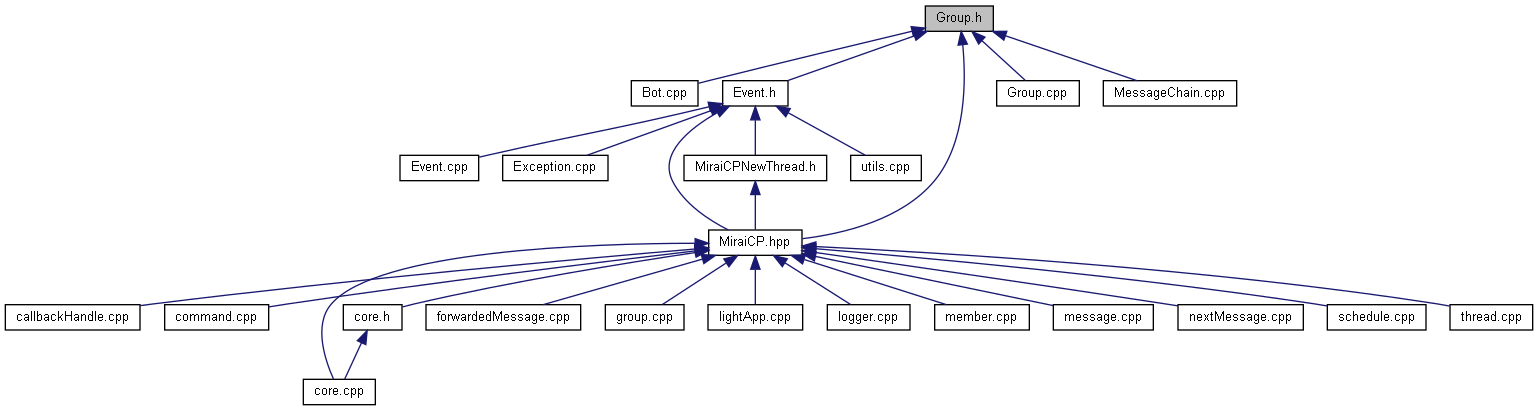 Group.h
Bot.cpp
Event.h
Group.cpp
MessageChain.cpp
Event.cpp
Exception.cpp
MiraiCPNewThread.h
utils.cpp
MiraiCP.hpp
callbackHandle.cpp
command.cpp
core.h
forwardedMessage.cpp
group.cpp
lightApp.cpp
logger.cpp
member.cpp
message.cpp
nextMessage.cpp
schedule.cpp
thread.cpp
core.cpp